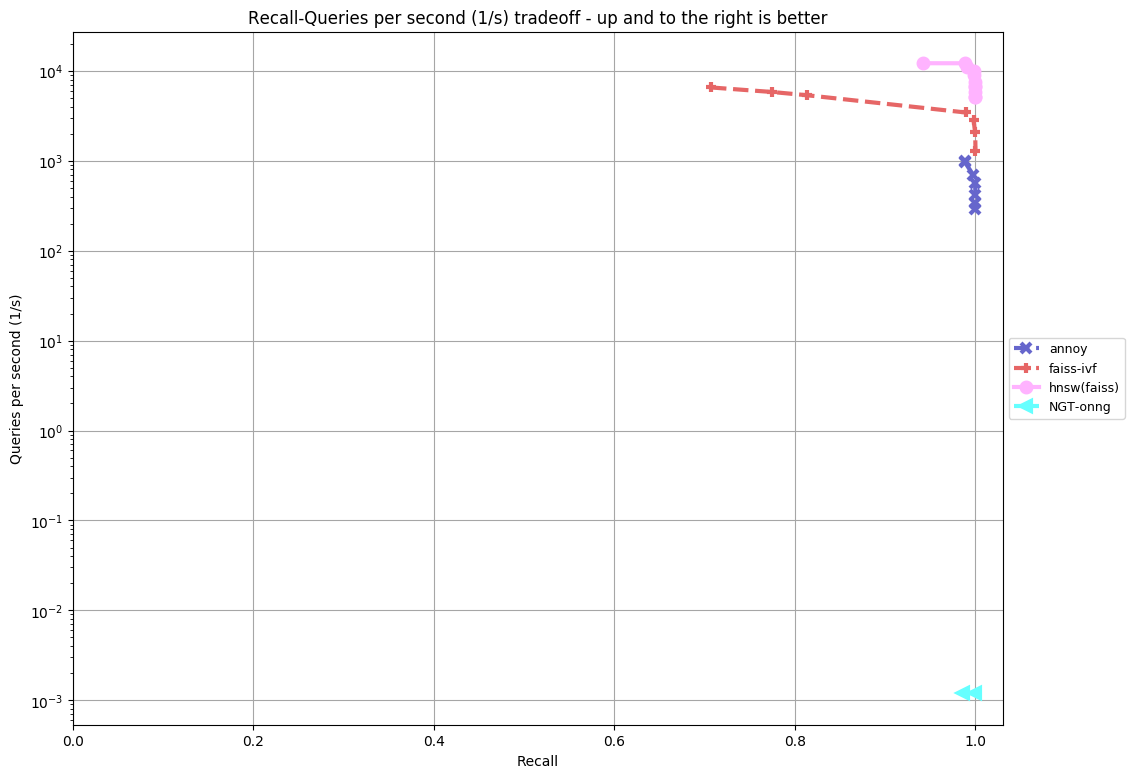 Recall-Queries per second (1/s) tradeoff - up and to the right is better
Queries per second (1/s)
10⁴
10³
10²
10¹
10⁰
10⁻¹
10⁻²
10⁻³
0.0 0.2 0.4 0.6 0.8 1.0
Recall
annoy
faiss-ivf
hnsw(faiss)
NGT-onng